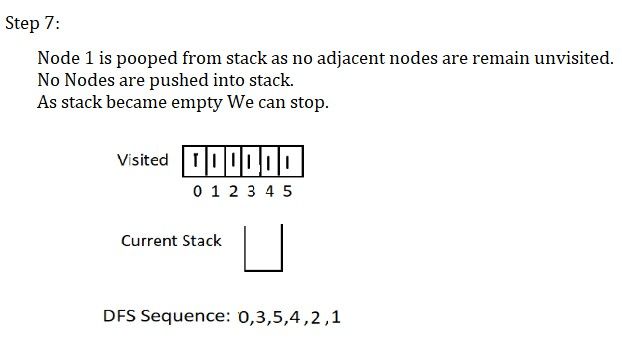 Step 7:
Node 1 is pooped from stack as no adjacent nodes are remain unvisited.
No Nodes are pushed into stack.
As stack became empty We can stop.
Visited 1 1 1 1 1 1
0 1 2 3 4 5
Current Stack
DFS Sequence: 0,3,5,4,2,1